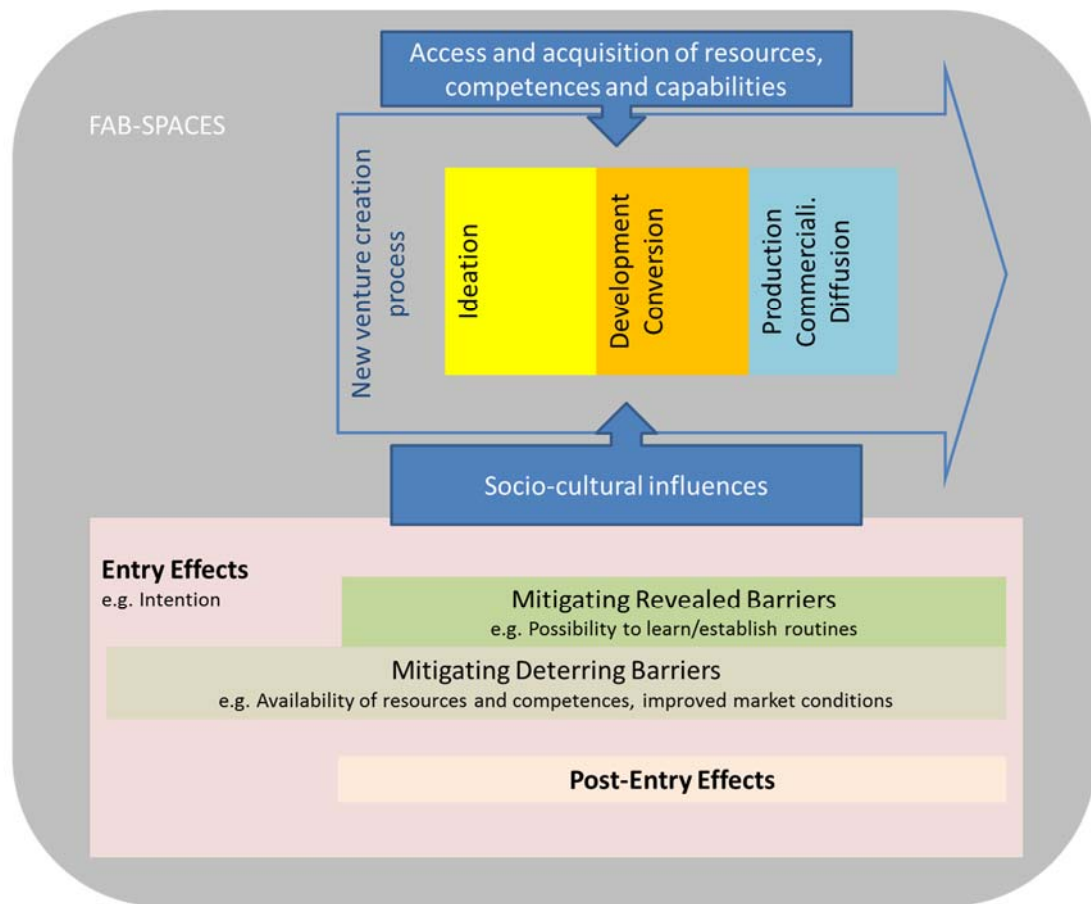 Access and acquisition of resources,
competences and capabilities
FAB-SPACES
New venture creation
process
Ideation
Development
Conversion
Production
Commerciali.
Diffusion
Socio-cultural influences
Entry Effects
e.g. Intention
Mitigating Revealed Barriers
e.g. Possibility to learn/establish routines
Mitigating Deterring Barriers
e.g. Availability of resources and competences, improved market conditions
Post-Entry Effects